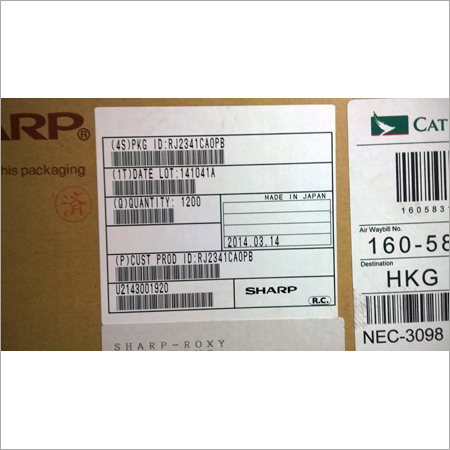 ARP®
his packaging
済
(4S)PKG ID:RJ2341CA0PB
(1T)DATE LOT:141041A
(Q)QUANTITY: 1200
MADE IN JAPAN
2014.03.14
(P)CUST PROD ID:RJ2341CA0PB
U2143001920
SHARP
R.C.
SHARP-ROXY
CAT
160583
Air Waybill No.
160-58
Destination
HKG
NEC-3098